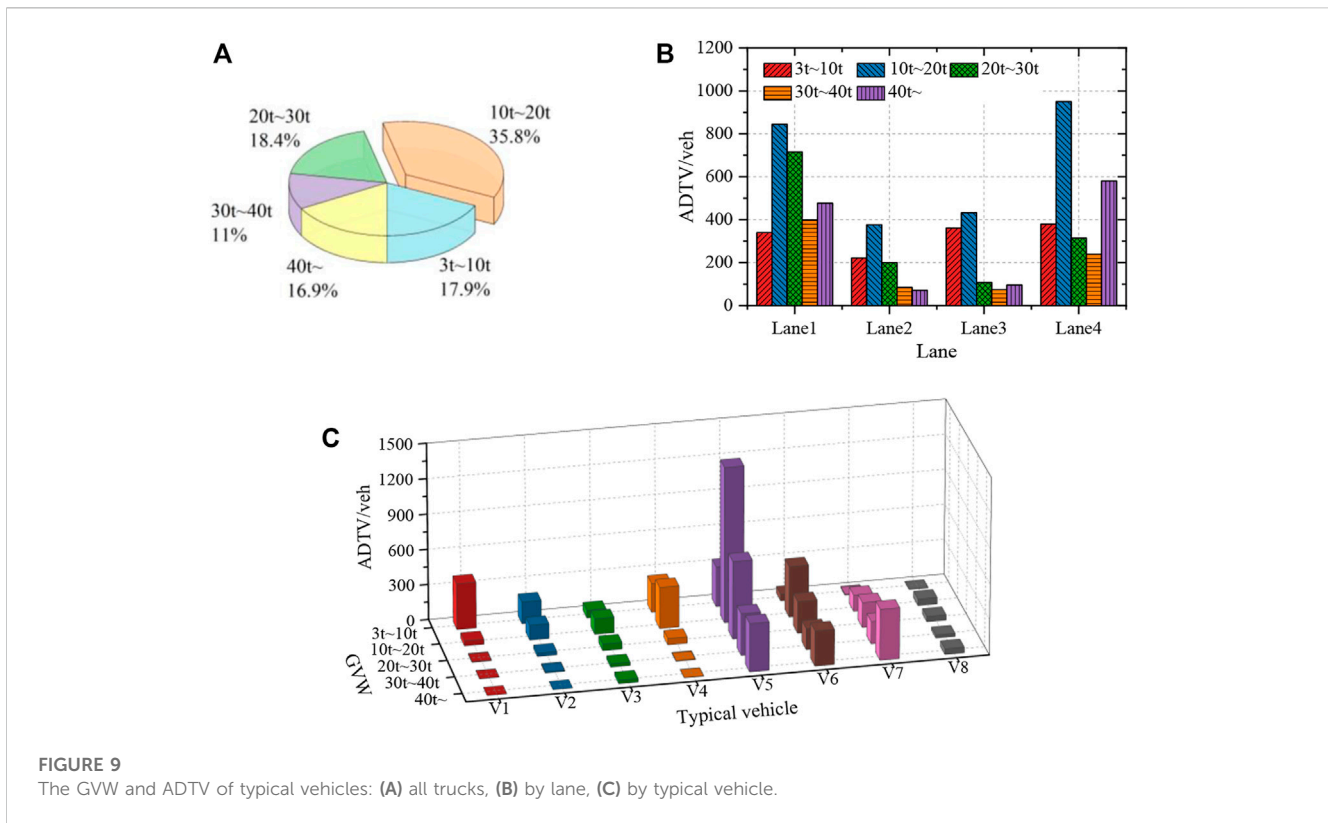 A
20t~30t
18.4%
10t~20t
35.8%
30t~40t
11%
40t~
16.9%
3t~10t
17.9%
B
1200
1000
800
600
400
200
0
ADTV/veh
3t~10t 10t~20t 20t~30t
30t~40t 40t~
Lane1 Lane2 Lane3 Lane4
Lane
C
1500
1200
900
600
300
0
ADTV/veh
3t~10t
10t~20t
20t~30t
30t~40t
40t~
GVW
V1 V2 V3 V4 V5 V6 V7 V8
Typical vehicle
FIGURE 9
The GVW and ADTV of typical vehicles: (A) all trucks, (B) by lane, (C) by typical vehicle.